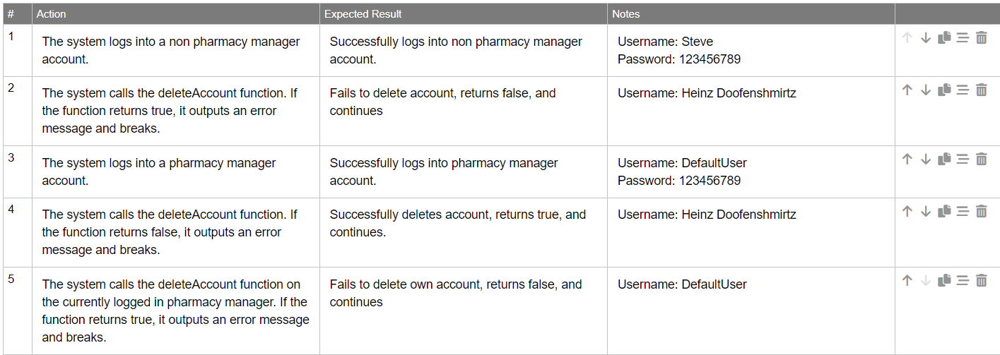 # Action Expected Result Notes
1 The system logs into a non pharmacy manager Successfully logs into non pharmacy manager Username: Steve
account. account. Password: 123456789
2 The system calls the deleteAccount function. If Fails to delete account, returns false, and Username: Heinz Doofenshmirtz
the function returns true, it outputs an error continues
message and breaks.
3 The system logs into a pharmacy manager Successfully logs into pharmacy manager Username: DefaultUser
account. account. Password: 123456789
4 The system calls the deleteAccount function. If Successfully deletes account, returns true, and Username: Heinz Doofenshmirtz
the function returns false, it outputs an error continues.
message and breaks.
5 The system calls the deleteAccount function on Fails to delete own account, returns false, and Username: DefaultUser
the currently logged in pharmacy manager. If the continues
function returns true, it outputs an error message
and breaks.